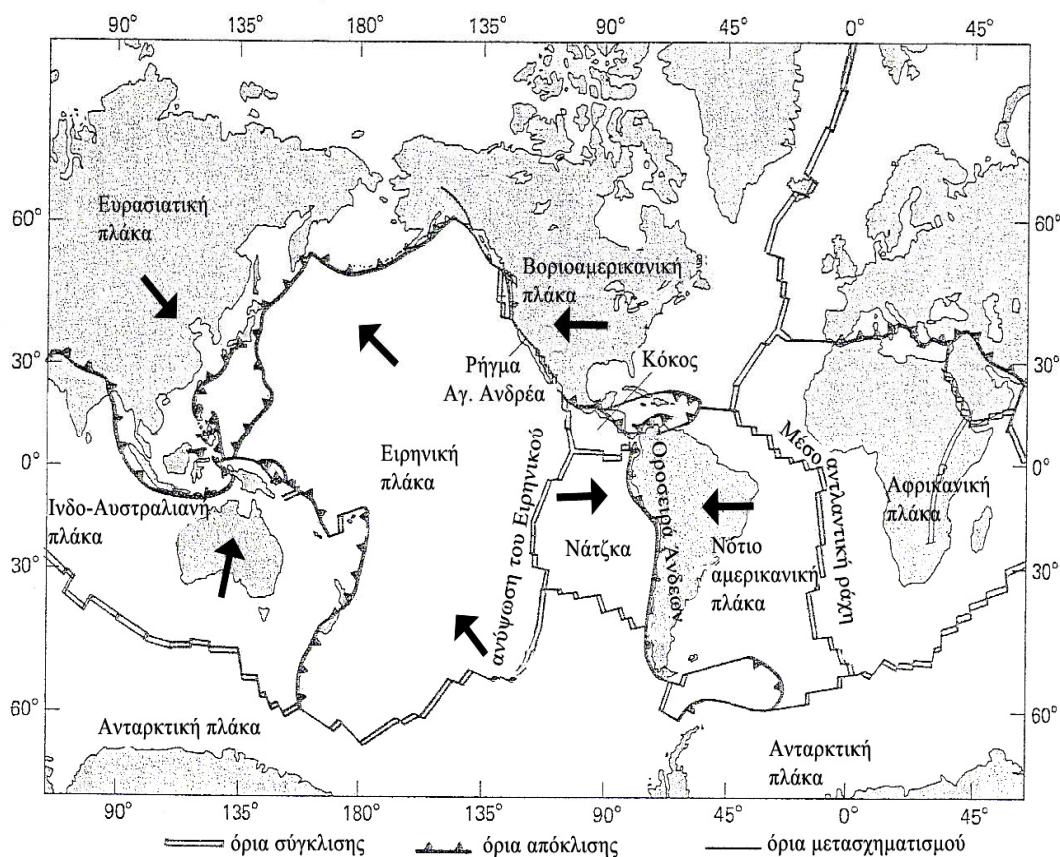 90° 135° 180° 135° 90° 45° 0° 45°
Ευρασιατική
πλάκα
60°
60°
Βοριοαμερικανική
πλάκα
30°
30°
Ρήγμα
Αγ. Ανδρέα
Κόκος
Μέσο αντλαντική ράχη
0°
0°
Ειρηνική
πλάκα
ανύψωση του Ειρηνικού
Οροσειρά Άνδεων
Αφρικανική
πλάκα
Ινδο-Αυστραλιανή
πλάκα
Νάτζκα
Νότιο
αμερικανική
πλάκα
30°
30°
60°
60°
Ανταρκτική πλάκα
Ανταρκτική
πλάκα
90° 135° 180° 135° 90° 45° 0° 45°
όρια σύγκλισης όρια απόκλισης όρια μετασχηματισμού